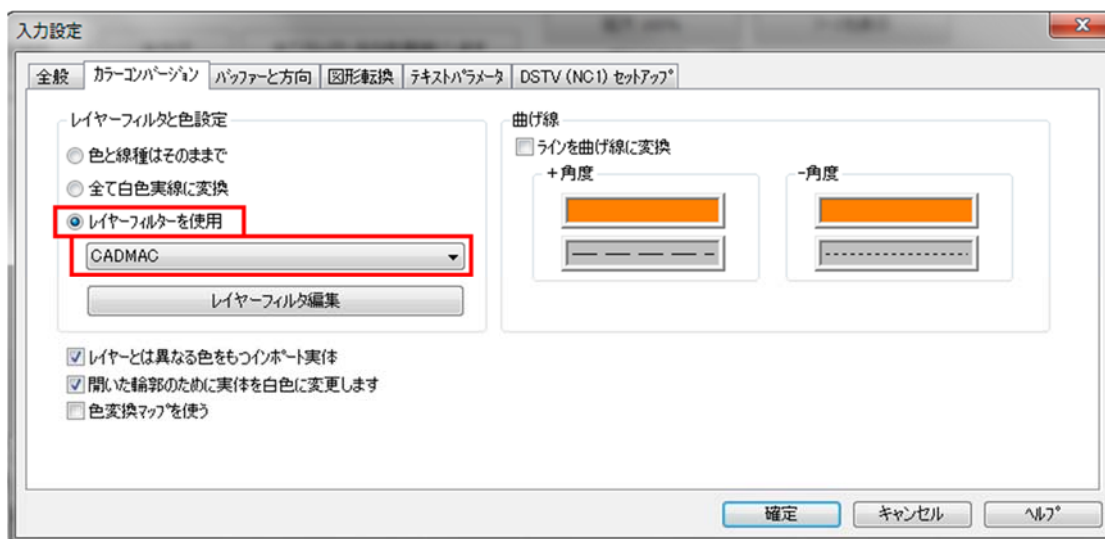 入力設定
全般 カラーコンバージョン バッファーと方向 図形転換 テキストパラメータ DSTV (NC1) セットアップ
レイヤーフィルタと色設定
色と線種はそのままで
全て白色実線に変換
レイヤーフィルターを使用
CADMAC
レイヤーフィルタ編集
曲げ線
ラインを曲げ線に変換
+角度
-角度
レイヤーとは異なる色をもつインポート実体
開いた輪郭のために実体を白色に変更します
色変換マップを使う
確定 キャンセル ヘルプ